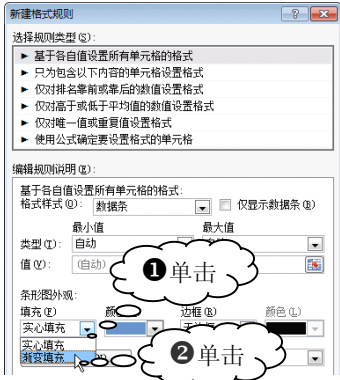 新建格式规则
选择规则类型(S):
► 基于各自值设置所有单元格的格式
► 只为包含以下内容的单元格设置格式
► 仅对排名靠前或靠后的数值设置格式
► 仅对高于或低于平均值的数值设置格式
► 仅对唯一值或重复值设置格式
► 使用公式确定要设置格式的单元格
编辑规则说明(E):
基于各自值设置所有单元格的格式:
格式样式(O): 数据条 仅显示数据条(B)
最小值 最大值
类型(T): 自动
值(V): (自动)
❶单击
条形图外观:
填充(F) 边框(R) 颜色(L)
实心填充
实心填充
渐变填充
❷单击